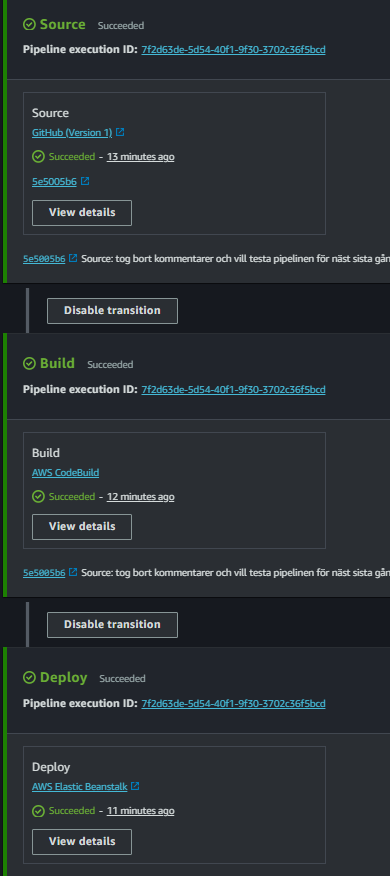 Source Succeeded
Pipeline execution ID: 7f2d63de-5d54-40f1-9f30-3702c36f5bcd
Source
GitHub (Version 1)
Succeeded - 13 minutes ago
5e5005b6
View details
5e5005b6 Source: tog bort kommentarer och vill testa pipelinen för näst sista gån
Disable transition
Build Succeeded
Pipeline execution ID: 7f2d63de-5d54-40f1-9f30-3702c36f5bcd
Build
AWS CodeBuild
Succeeded - 12 minutes ago
View details
5e5005b6 Source: tog bort kommentarer och vill testa pipelinen för näst sista gån
Disable transition
Deploy Succeeded
Pipeline execution ID: 7f2d63de-5d54-40f1-9f30-3702c36f5bcd
Deploy
AWS Elastic Beanstalk
Succeeded - 11 minutes ago
View details